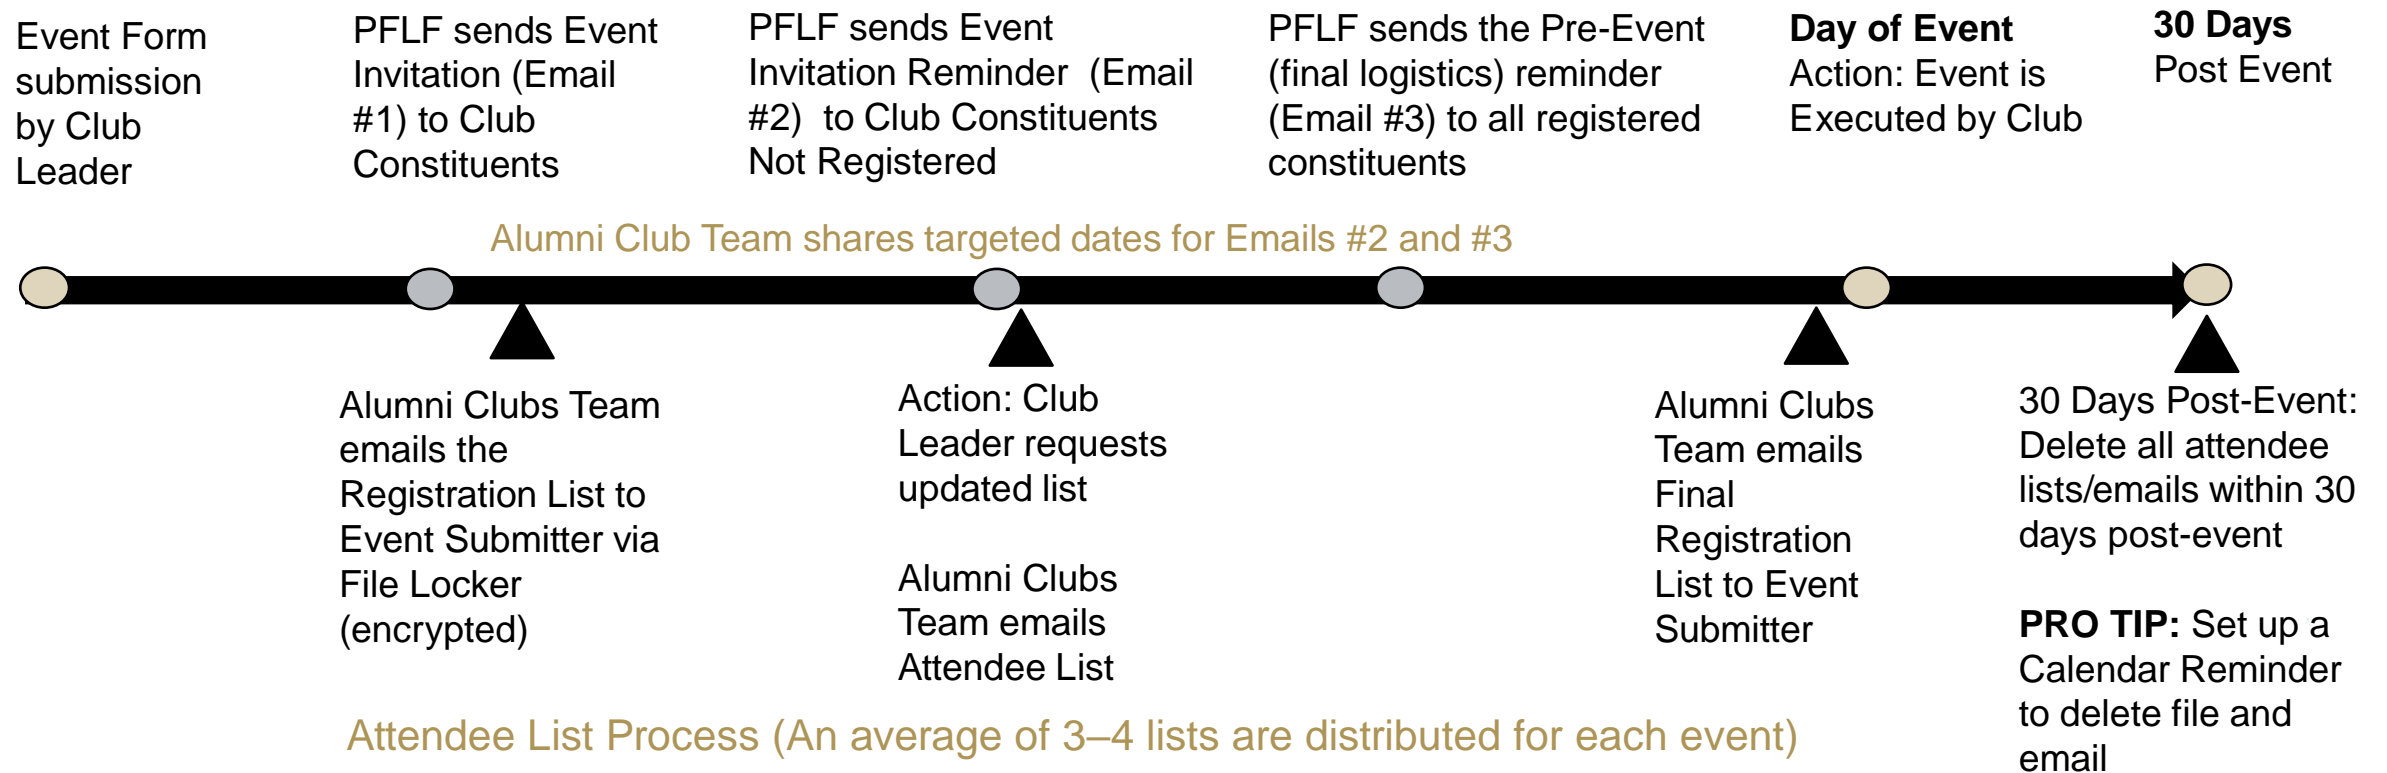 Event Form
submission
by Club
Leader
PFLF sends Event
Invitation (Email
#1) to Club
Constituents
PFLF sends Event
Invitation Reminder  (Email
#2)  to Club Constituents
Not Registered
PFLF sends the Pre-Event
(final logistics) reminder
(Email #3) to all registered
constituents
Day of Event
Action: Event is
Executed by Club
30 Days
Post Event
Alumni Club Team shares targeted dates for Emails #2 and #3
Alumni Clubs Team
emails the
Registration List to
Event Submitter via
File Locker
(encrypted)
Action: Club
Leader requests
updated list
Alumni Clubs
Team emails
Attendee List
Alumni Clubs
Team emails
Final
Registration
List to Event
Submitter
30 Days Post-Event:
Delete all attendee
lists/emails within 30
days post-event
PRO TIP: Set up a
Calendar Reminder
to delete file and
email
Attendee List Process (An average of 3–4 lists are distributed for each event)